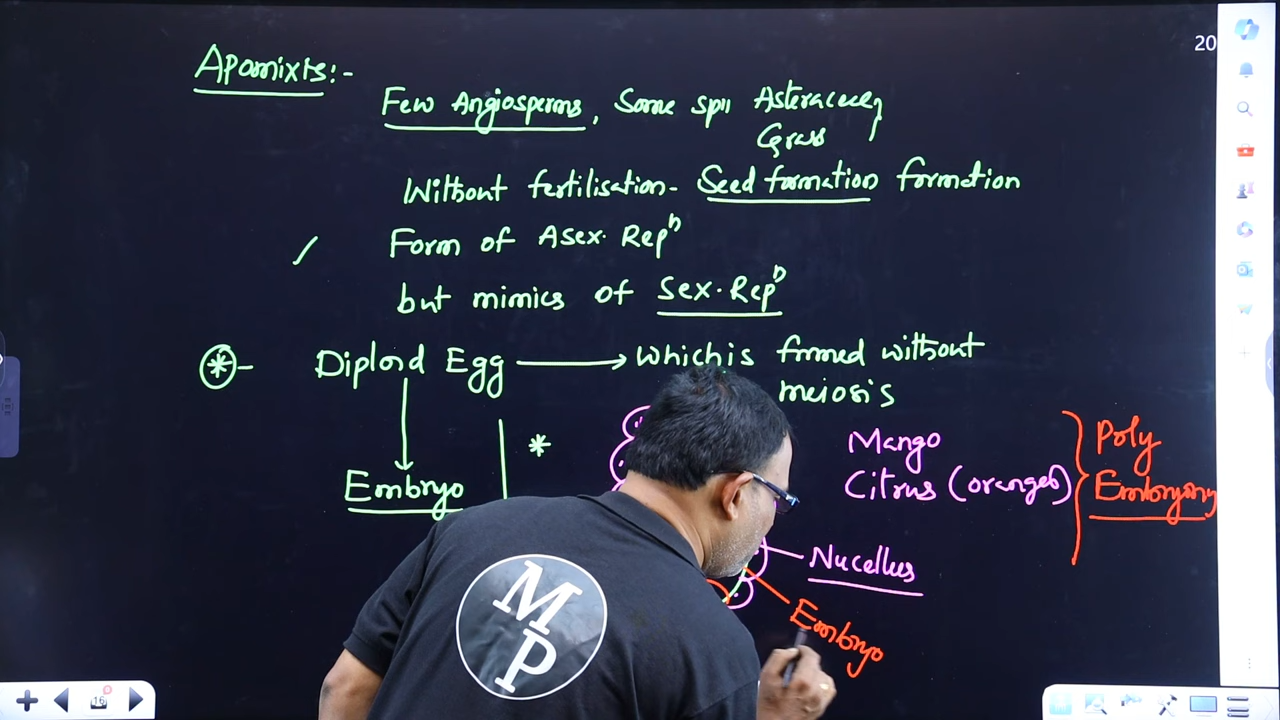 20
Apomixis:-
Few Angiosperms, Some spp Asteraceae,
Grass
Without fertilisation- Seed formation formation
Form of Asex. Repⁿ
but mimics of Sex. Repⁿ
Diploid Egg → which is formed without
meiosis
Embryo
Mango
Citrus (oranges)
Poly
Embryony
Nucellus
Embryo
MP
16